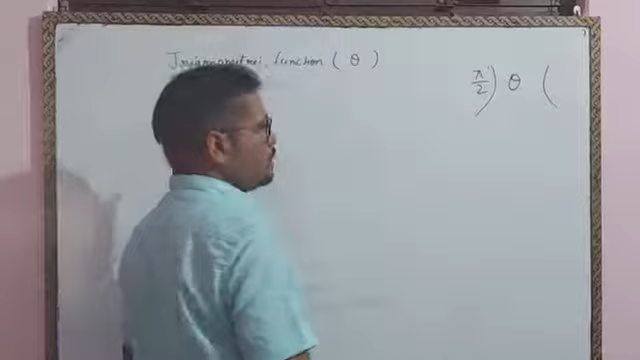 Trigonometric function ( θ )
π/2 ) θ (